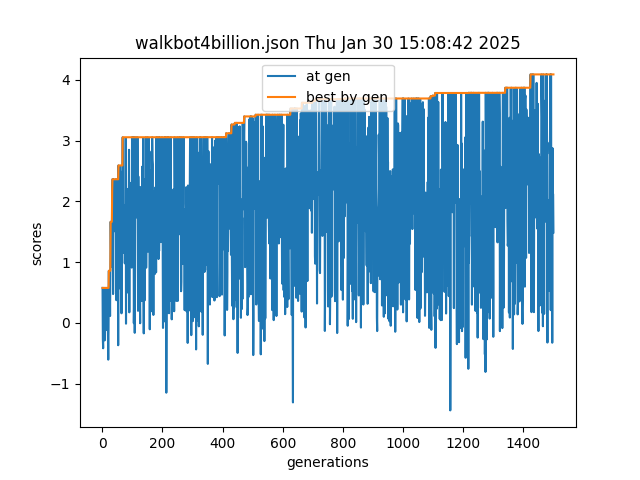 walkbot4billion.json Thu Jan 30 15:08:42 2025
at gen
best by gen
scores
4
3
2
1
0
−1
0 200 400 600 800 1000 1200 1400
generations